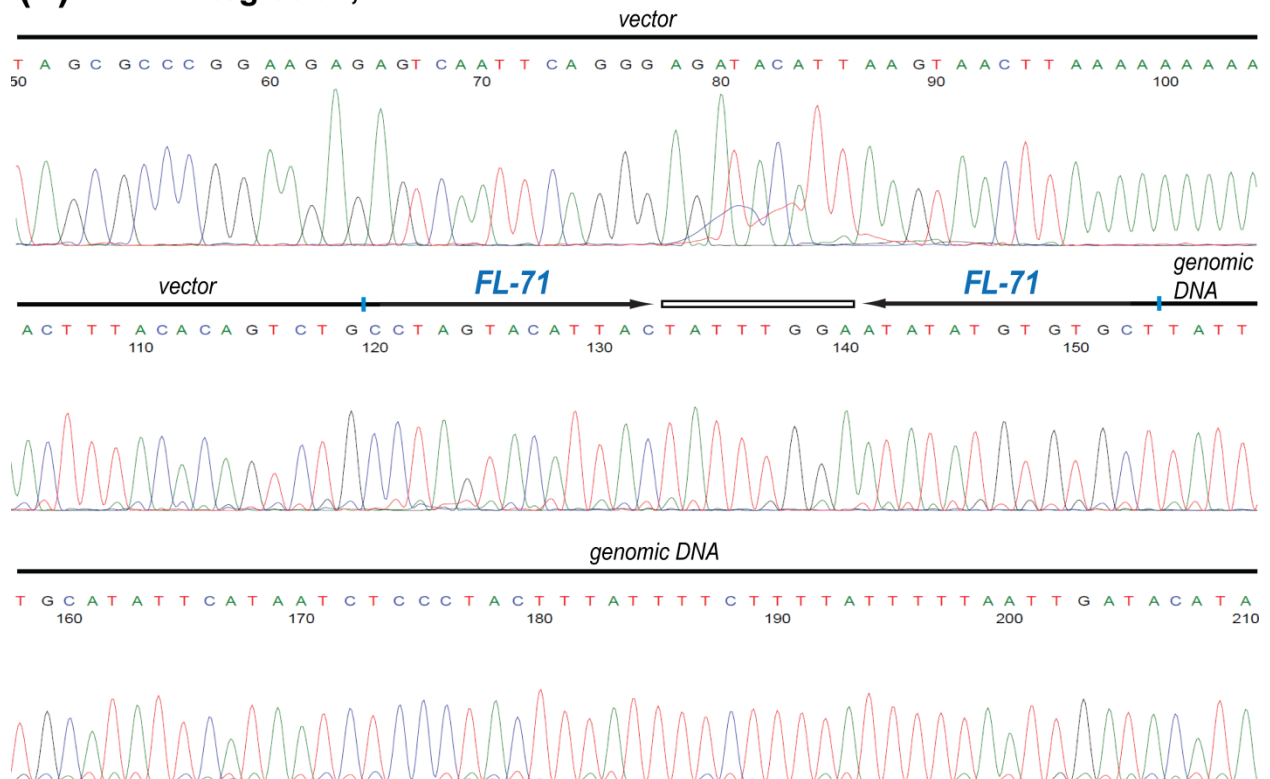 vector
T A G C G C C C G G A A G A G A G T C A A T T C A G G G A G A T A C A T T A A G T A A C T T A A A A A A A A A
50 60 70 80 90 100
vector FL-71 FL-71 genomic DNA
A C T T T A C A C A G T C T G C C T A G T A C A T T A C T A T T T G G A A T A T A T G T G T G C T T A T T
110 120 130 140 150
genomic DNA
T G C A T A T T C A T A A T C T C C C T A C T T T A T T T T C T T T T A T T T T T A A T T G A T A C A T A
160 170 180 190 200 210